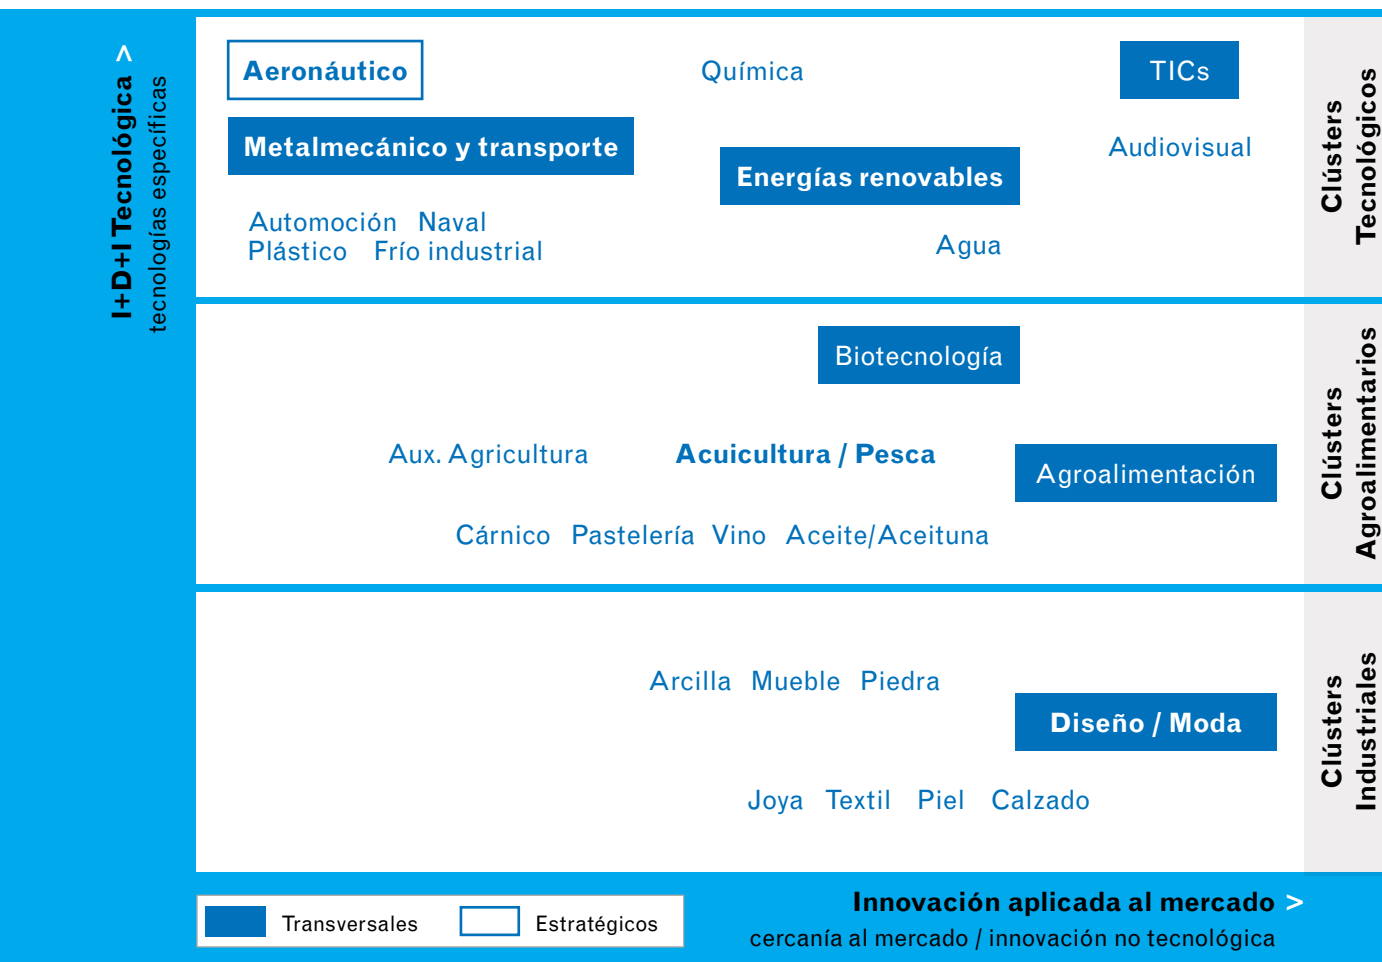 I+D+I Tecnológica >
tecnologías específicas
Aeronáutico
Química
TICs
Metalmecánico y transporte
Energías renovables
Audiovisual
Automoción Naval
Plástico Frío industrial
Agua
Clústers
Tecnológicos
Biotecnología
Aux. Agricultura
Acuicultura / Pesca
Agroalimentación
Cárnico Pastelería Vino Aceite/Aceituna
Clústers
Agroalimentarios
Arcilla Mueble Piedra
Diseño / Moda
Joya Textil Piel Calzado
Clústers
Industriales
Transversales
Estratégicos
Innovación aplicada al mercado >
cercanía al mercado / innovación no tecnológica